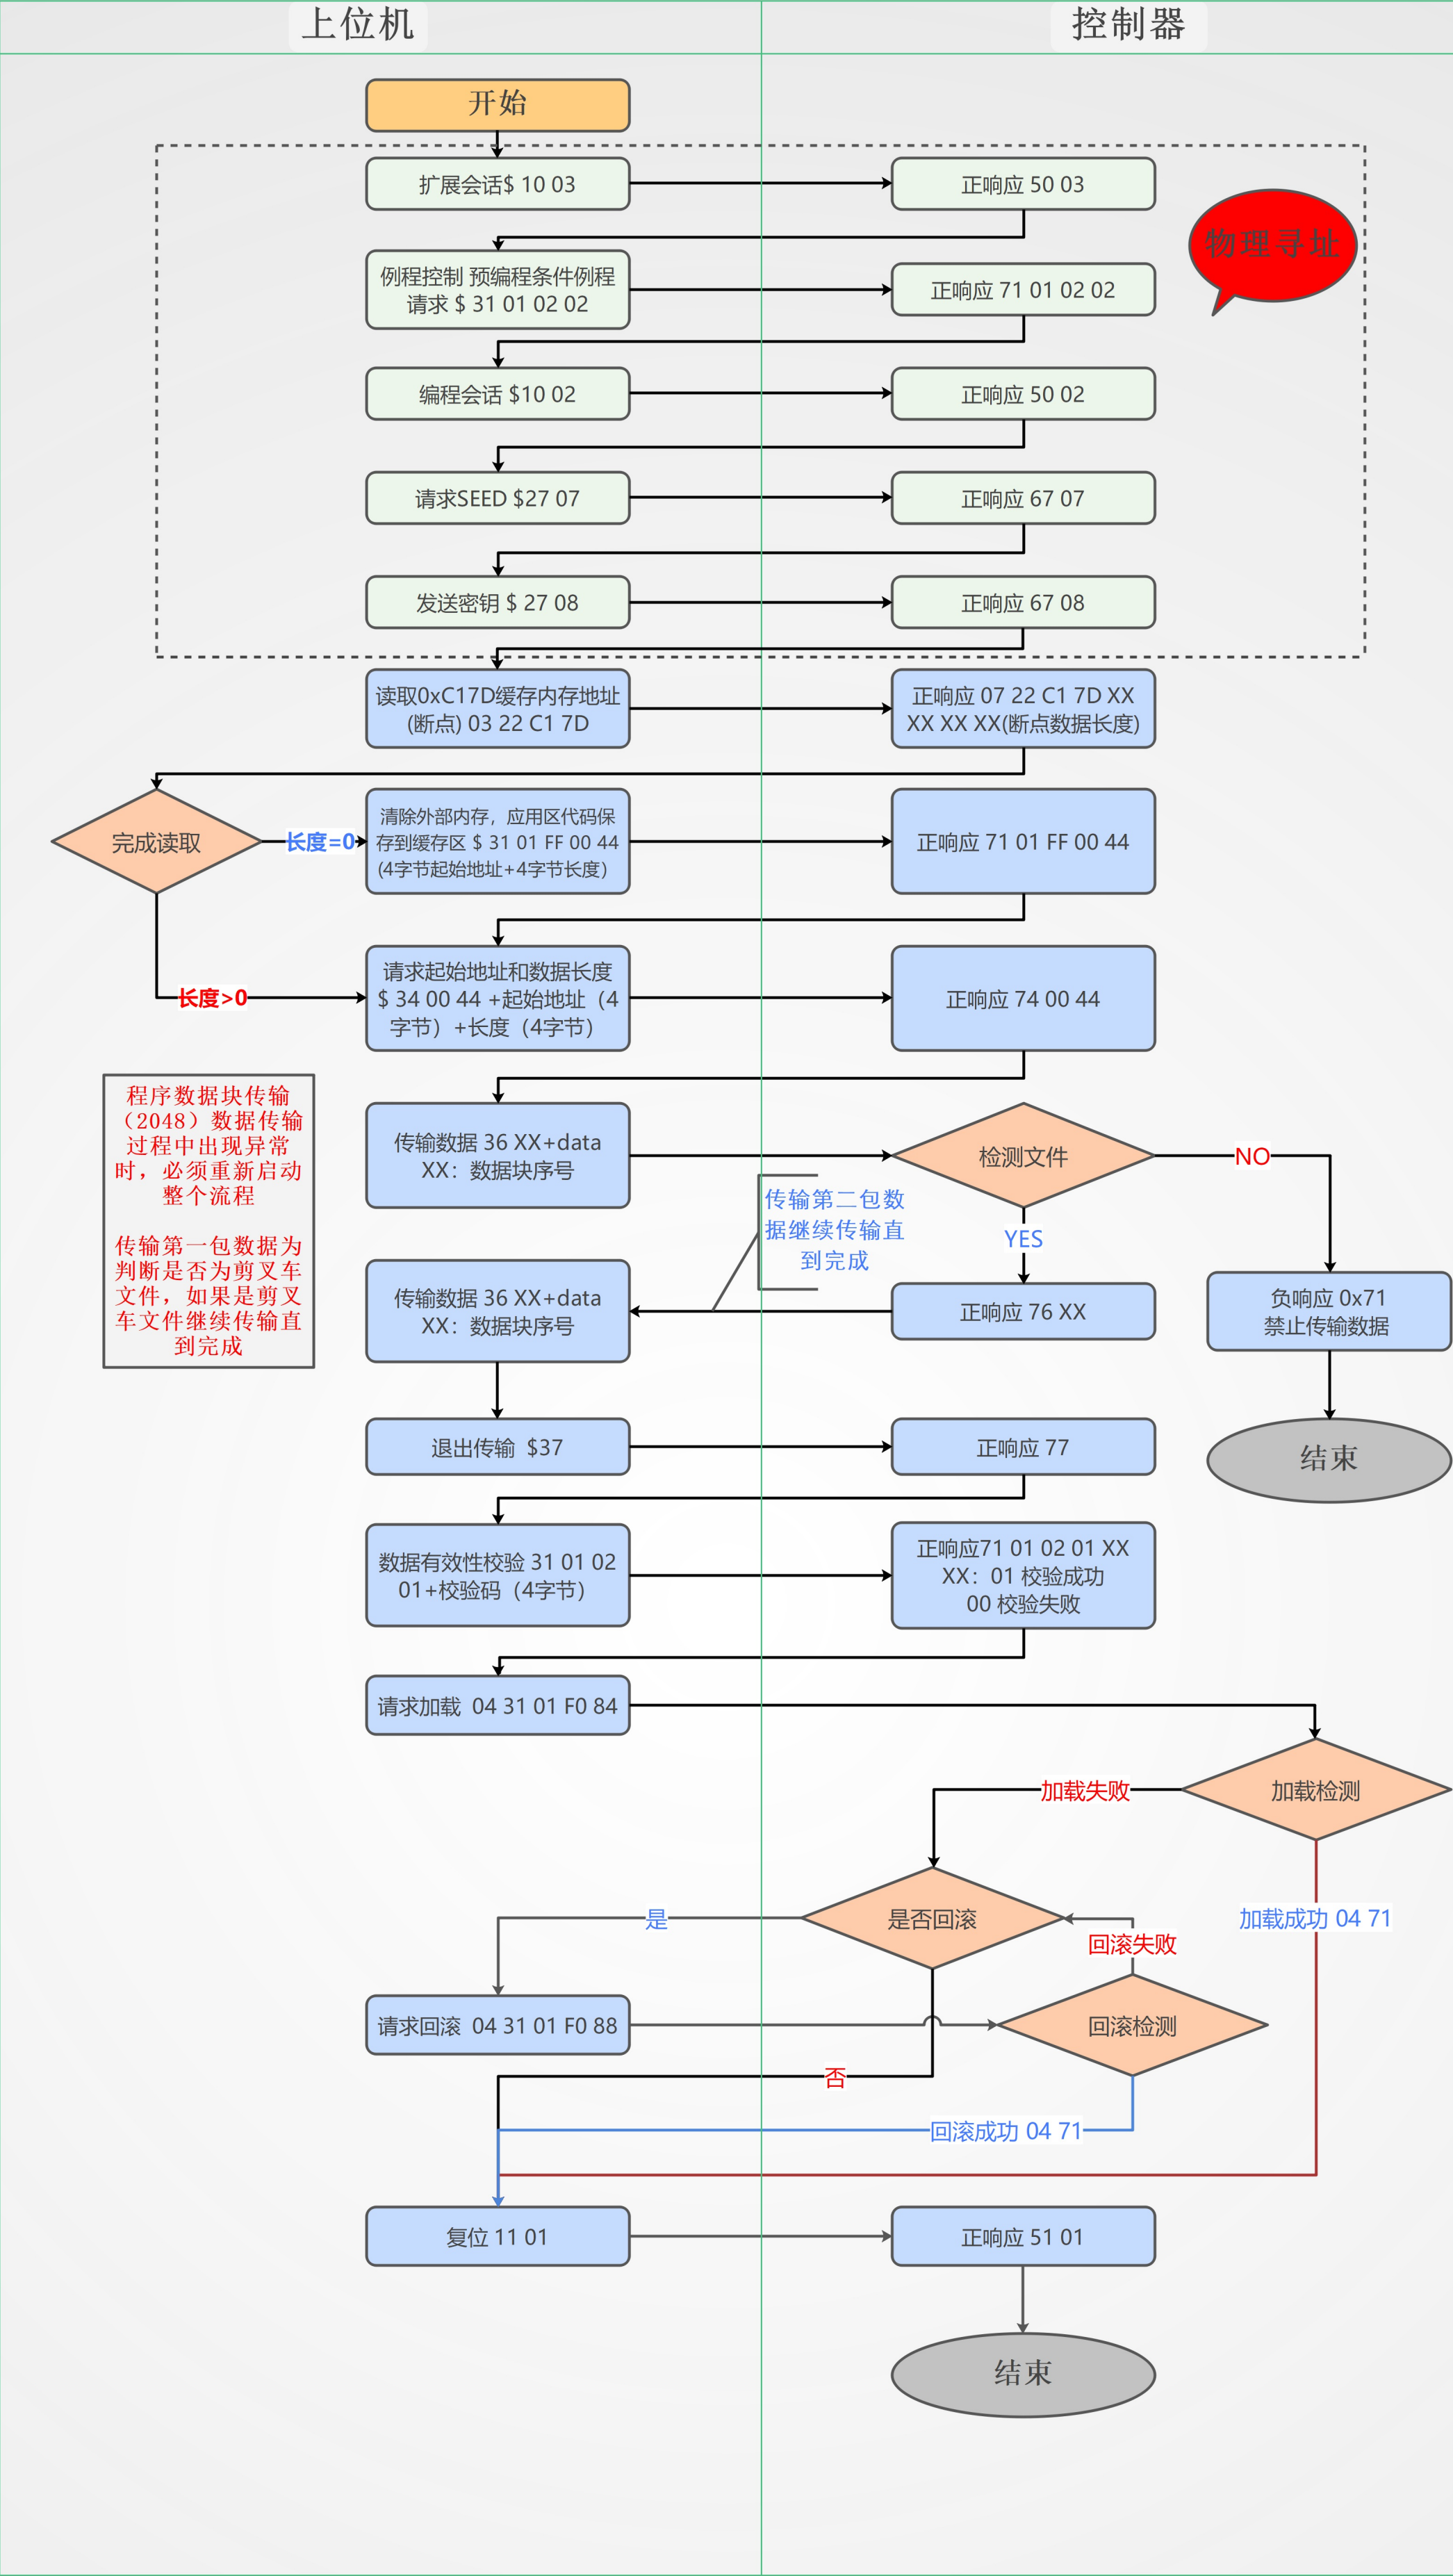 上位机
控制器
开始
扩展会话$ 10 03
正响应 50 03
物理寻址
例程控制 预编程条件例程
请求 $ 31 01 02 02
正响应 71 01 02 02
编程会话 $10 02
正响应 50 02
请求SEED $27 07
正响应 67 07
发送密钥 $ 27 08
正响应 67 08
读取0xC17D缓存内存地址
(断点) 03 22 C1 7D
正响应 07 22 C1 7D XX
XX XX XX(断点数据长度)
完成读取
长度=0
清除外部内存，应用区代码保
存到缓存区 $ 31 01 FF 00 44
(4字节起始地址+4字节长度）
正响应 71 01 FF 00 44
长度>0
请求起始地址和数据长度
$ 34 00 44 +起始地址（4
字节）+长度（4字节）
正响应 74 00 44
程序数据块传输
（2048）数据传输
过程中出现异常
时，必须重新启动
整个流程
传输第一包数据为
判断是否为剪叉车
文件，如果是剪叉
车文件继续传输直
到完成
传输数据 36 XX+data
XX：数据块序号
检测文件
NO
YES
传输第二包数
据继续传输直
到完成
传输数据 36 XX+data
XX：数据块序号
正响应 76 XX
负响应 0x71
禁止传输数据
结束
退出传输  $37
正响应 77
数据有效性校验 31 01 02
01+校验码（4字节）
正响应71 01 02 01 XX
XX：01 校验成功
00 校验失败
请求加载  04 31 01 F0 84
加载检测
加载失败
加载成功 04 71
是否回滚
是
回滚失败
请求回滚  04 31 01 F0 88
回滚检测
否
回滚成功 04 71
复位 11 01
正响应 51 01
结束